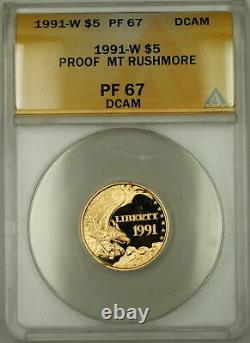 1991-W $5 PF 67 DCAM
1991-W $5
PROOF MT RUSHMORE
PF 67
DCAM
LIBERTY
1991